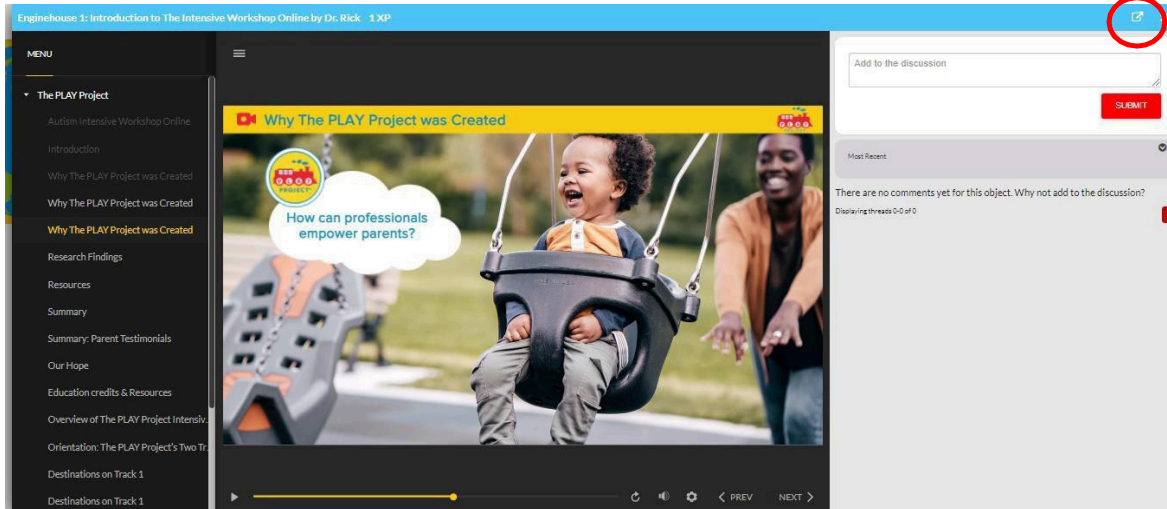 Enginehouse 1: Introduction to The Intensive Workshop Online by Dr. Rick 1 XP
MENU
The PLAY Project
Autism Intensive Workshop Online
Introduction
Why The PLAY Project was Created
Why The PLAY Project was Created
Why The PLAY Project was Created
Research Findings
Resources
Summary
Summary: Parent Testimonials
Our Hope
Education credits & Resources
Overview of The PLAY Project Intensiv.
Orientation: The PLAY Project's Two Tr.
Destinations on Track 1
Destinations on Track 1
Why The PLAY Project was Created
PROJECT
How can professionals
empower parents?
PREV
NEXT
Add to the discussion
SUBMIT
Most Recent
There are no comments yet for this object. Why not add to the discussion?
Displaying threads 0-0 of 0